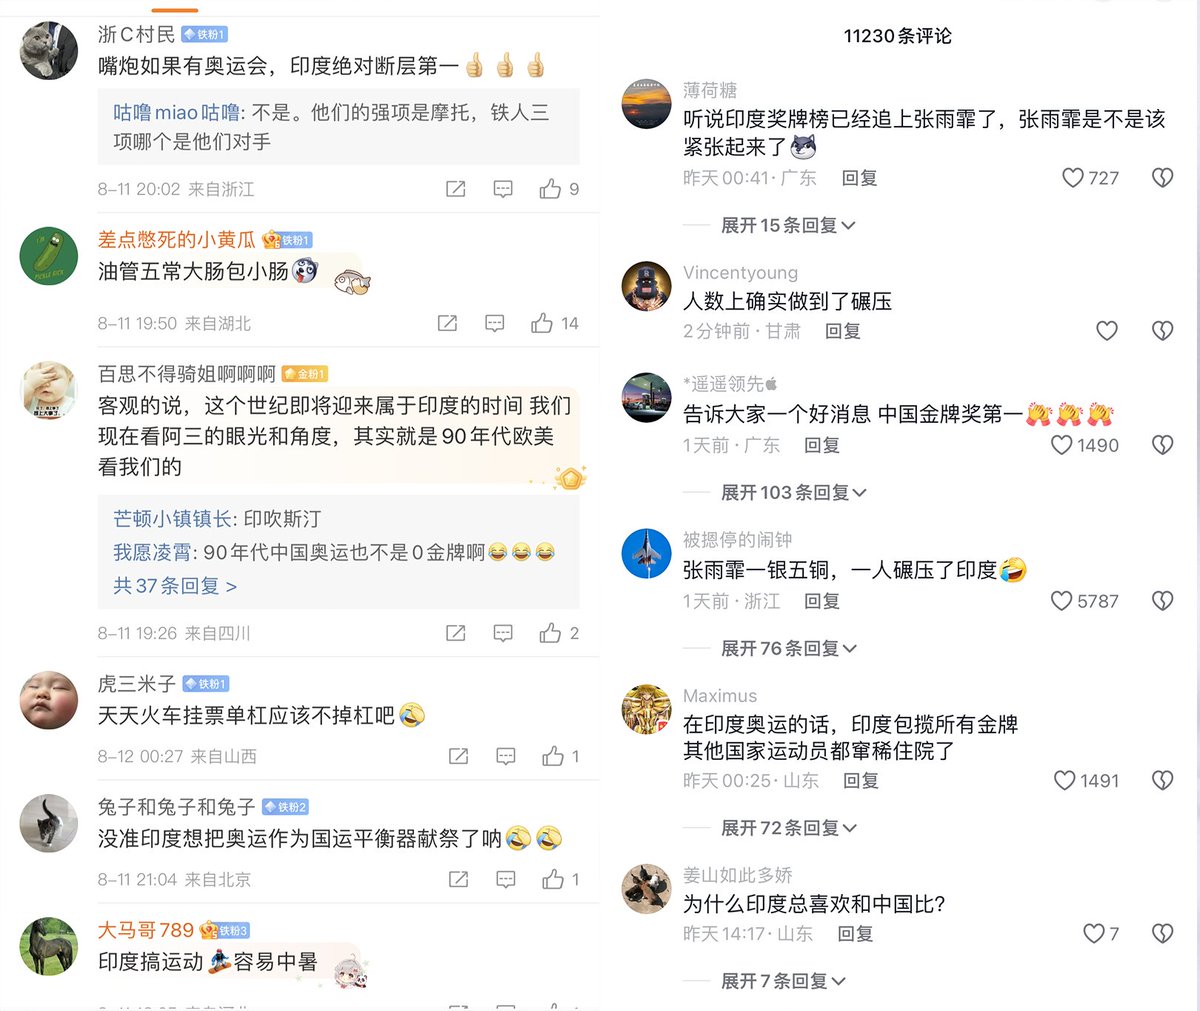 浙C村民 铁粉1
嘴炮如果有奥运会，印度绝对断层第一
咕噜miao咕噜: 不是。他们的强项是摩托，铁人三
项哪个是他们对手
8-11 20:02 来自浙江
9
差点憋死的小黄瓜 铁粉1
油管五常大肠包小肠
PICKLE RICK
8-11 19:50 来自湖北
14
百思不得骑姐啊啊啊 金粉1
客观的说，这个世纪即将迎来属于印度的时间 我们
现在看阿三的眼光和角度，其实就是90年代欧美
看我们的
芒顿小镇镇长: 印吹斯汀
我愿凌霄: 90年代中国奥运也不是0金牌啊
共37条回复 >
8-11 19:26 来自四川
2
虎三米子 铁粉1
天天火车挂票单杠应该不掉杠吧
8-12 00:27 来自山西
1
兔子和兔子和兔子 铁粉2
没准印度想把奥运作为国运平衡器献祭了呐
8-11 21:04 来自北京
1
大马哥789 铁粉3
印度搞运动容易中暑
11230条评论
薄荷糖
听说印度奖牌榜已经追上张雨霏了，张雨霏是不是该
紧张起来了
昨天00:41 · 广东 回复
727
展开15条回复
Vincentyoung
人数上确实做到了碾压
2分钟前 · 甘肃 回复
*遥遥领先
告诉大家一个好消息 中国金牌奖第一
1天前 · 广东 回复
1490
展开103条回复
被摁停的闹钟
张雨霏一银五铜，一人碾压了印度
1天前 · 浙江 回复
5787
展开76条回复
Maximus
在印度奥运的话，印度包揽所有金牌
其他国家运动员都窜稀住院了
昨天00:25 · 山东 回复
1491
展开72条回复
姜山如此多娇
为什么印度总喜欢和中国比?
昨天14:17 · 山东 回复
7
展开7条回复